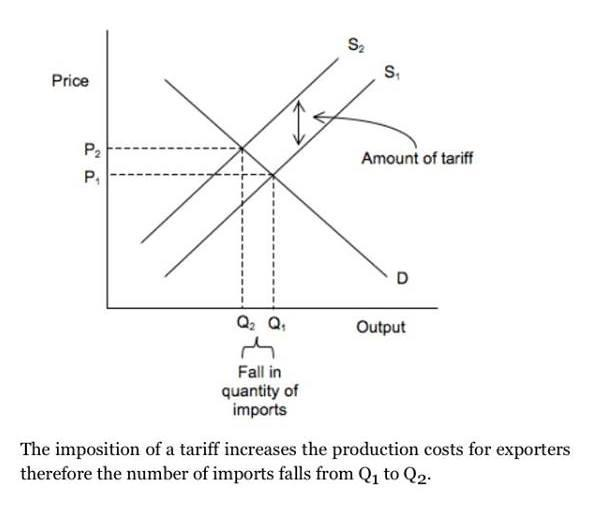 S₂
S₁
Price
P₂
Amount of tariff
P₁
D
Q₂ Q₁
Output
Fall in
quantity of
imports
The imposition of a tariff increases the production costs for exporters
therefore the number of imports falls from Q₁ to Q₂.